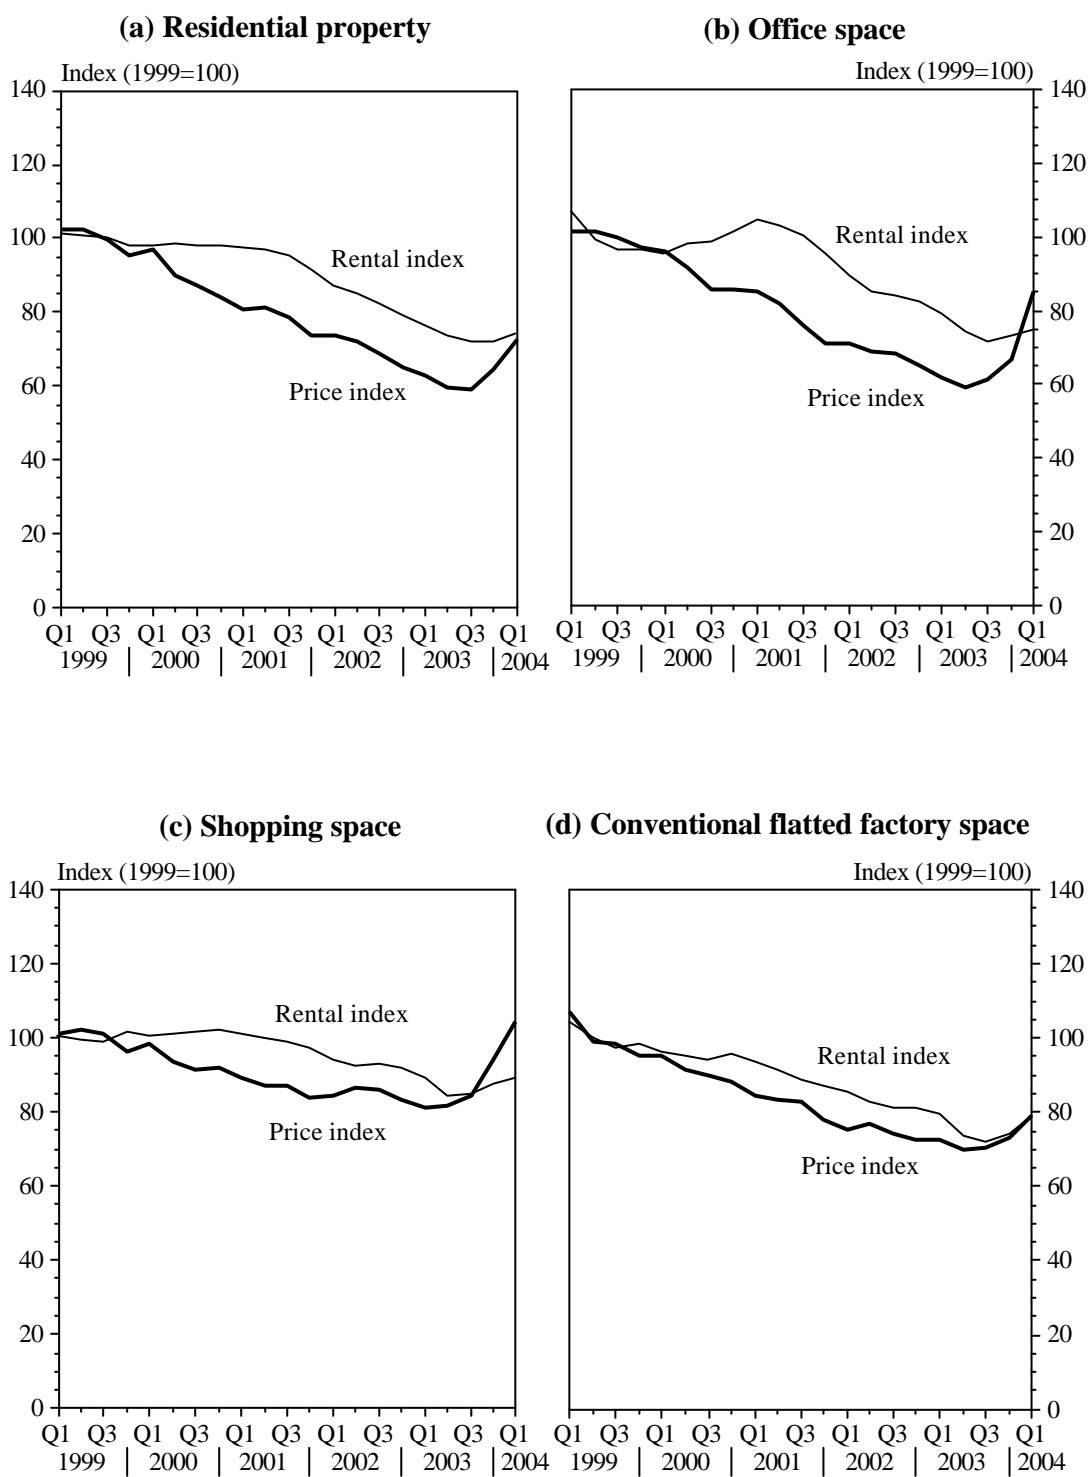 (a) Residential property
Index (1999=100)
140
120
100
80
60
40
20
0
Rental index
Price index
Q1 Q3 Q1 Q3 Q1 Q3 Q1 Q3 Q1 Q3 Q1
1999 | 2000 | 2001 | 2002 | 2003 | 2004
(b) Office space
Index (1999=100)
140
120
100
80
60
40
20
0
Rental index
Price index
Q1 Q3 Q1 Q3 Q1 Q3 Q1 Q3 Q1 Q3 Q1
1999 | 2000 | 2001 | 2002 | 2003 | 2004
(c) Shopping space
Index (1999=100)
140
120
100
80
60
40
20
0
Rental index
Price index
Q1 Q3 Q1 Q3 Q1 Q3 Q1 Q3 Q1 Q3 Q1
1999 | 2000 | 2001 | 2002 | 2003 | 2004
(d) Conventional flatted factory space
Index (1999=100)
140
120
100
80
60
40
20
0
Rental index
Price index
Q1 Q3 Q1 Q3 Q1 Q3 Q1 Q3 Q1 Q3 Q1
1999 | 2000 | 2001 | 2002 | 2003 | 2004